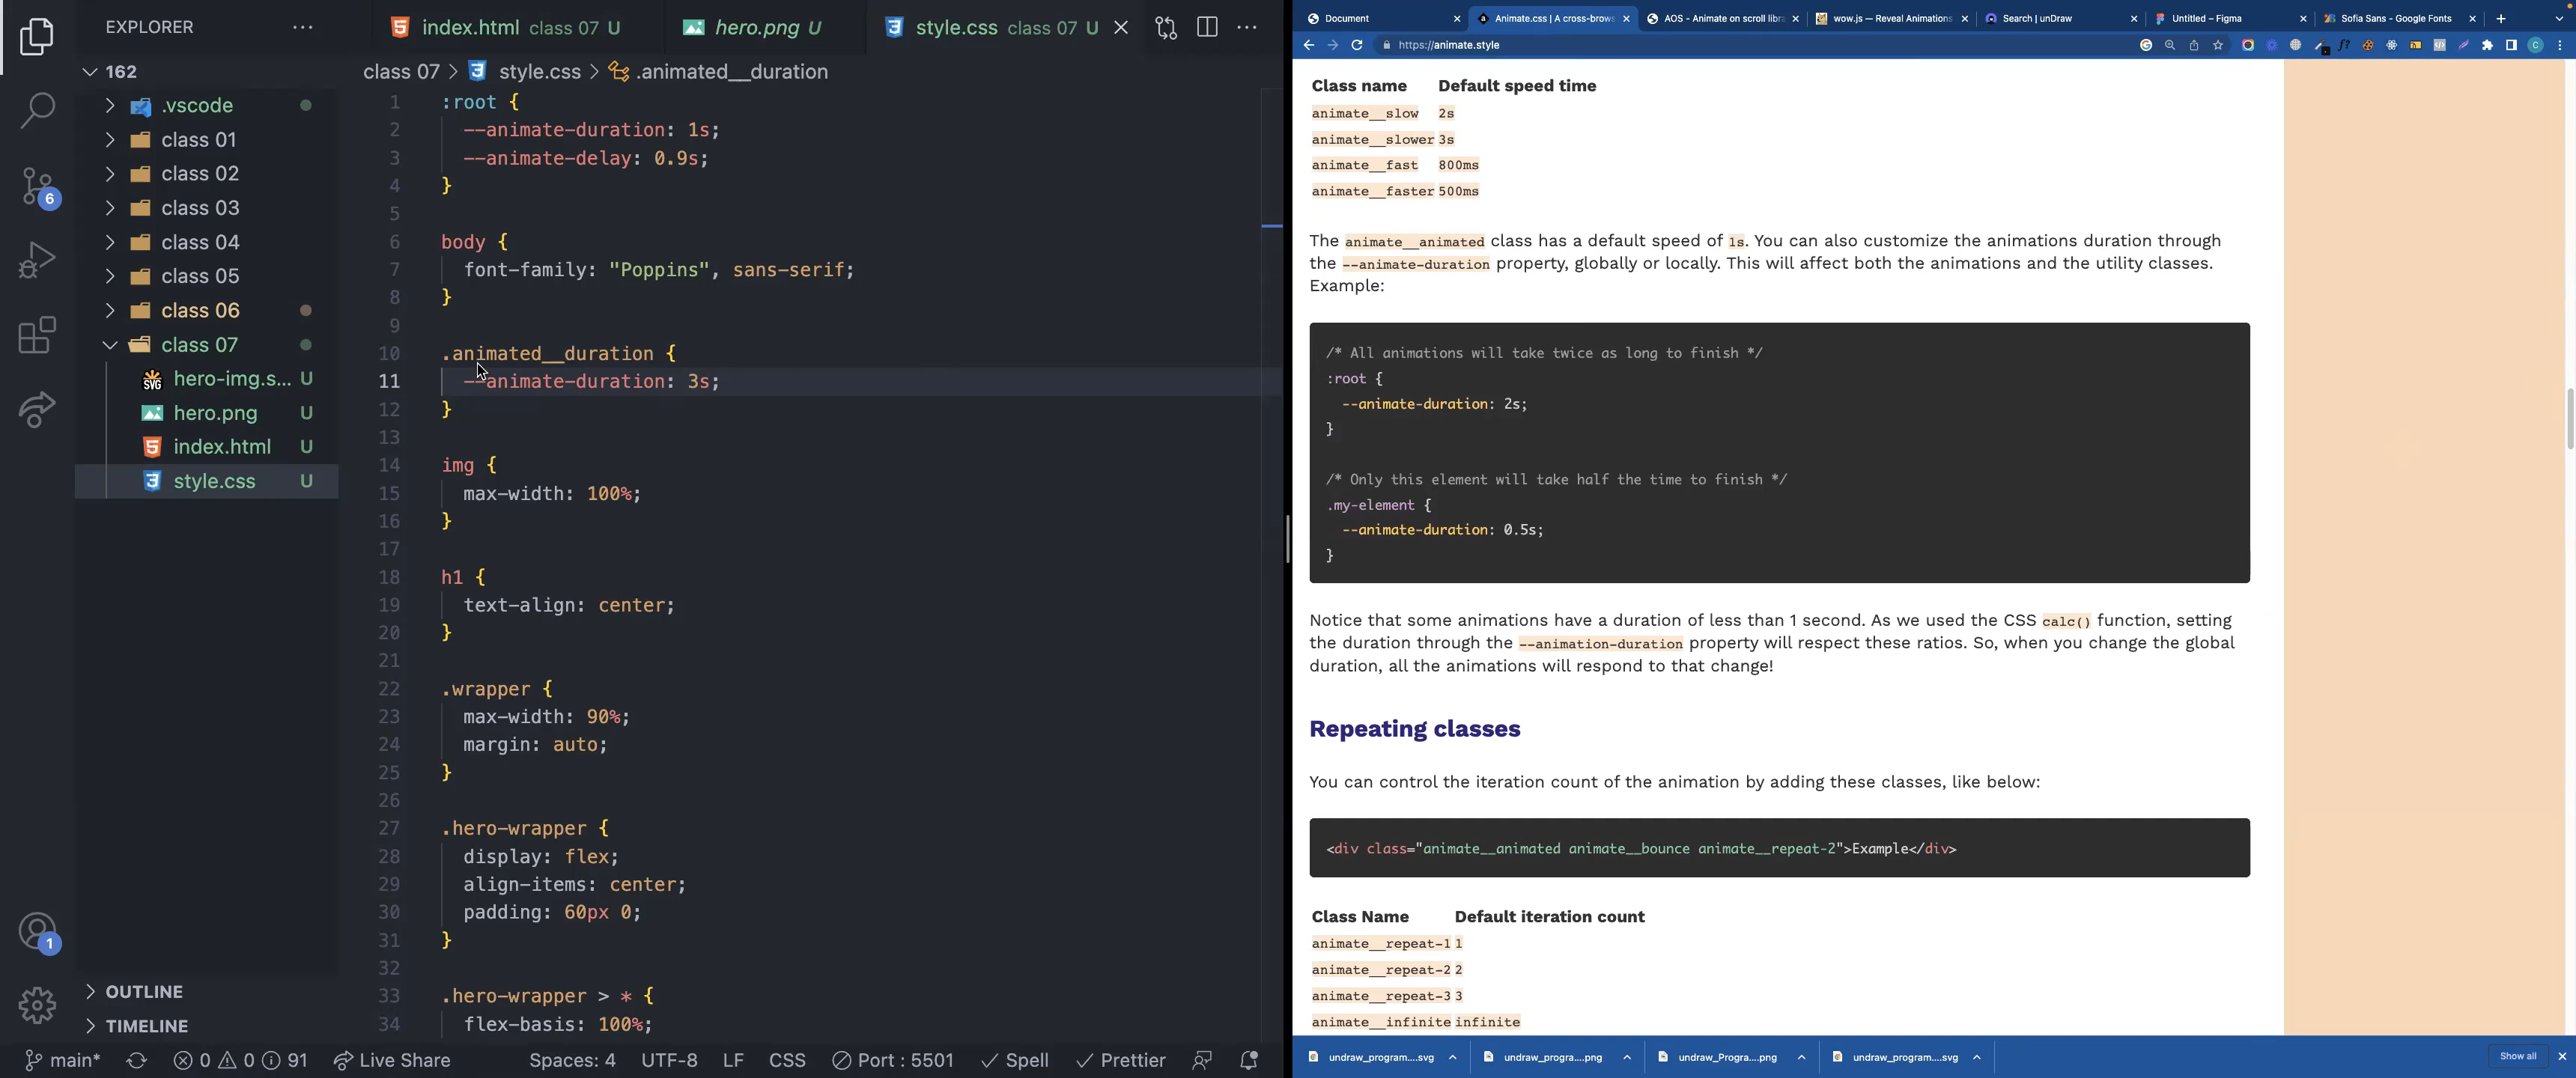 EXPLORER
162
.vscode
class 01
class 02
class 03
class 04
class 05
class 06
class 07
hero-img.s... U
hero.png U
index.html U
style.css U
OUTLINE
TIMELINE
index.html class 07 U
hero.png U
style.css class 07 U
class 07 > style.css > .animated__duration
1 :root {
2 --animate-duration: 1s;
3 --animate-delay: 0.9s;
4 }
5
6 body {
7 font-family: "Poppins", sans-serif;
8 }
9
10 .animated__duration {
11 --animate-duration: 3s;
12 }
13
14 img {
15 max-width: 100%;
16 }
17
18 h1 {
19 text-align: center;
20 }
21
22 .wrapper {
23 max-width: 90%;
24 margin: auto;
25 }
26
27 .hero-wrapper {
28 display: flex;
29 align-items: center;
30 padding: 60px 0;
31 }
32
33 .hero-wrapper > * {
34 flex-basis: 100%;
6
1
main* 0 0 91 Live Share Spaces: 4 UTF-8 LF CSS Port : 5501 Spell Prettier
Document
Animate.css | A cross-brows
AOS - Animate on scroll libra
wow.js — Reveal Animations
Search | unDraw
Untitled – Figma
Sofia Sans - Google Fonts
https://animate.style
Class name Default speed time
animate__slow 2s
animate__slower 3s
animate__fast 800ms
animate__faster 500ms
The animate__animated class has a default speed of 1s. You can also customize the animations duration through
the --animate-duration property, globally or locally. This will affect both the animations and the utility classes.
Example:
/* All animations will take twice as long to finish */
:root {
--animate-duration: 2s;
}
/* Only this element will take half the time to finish */
.my-element {
--animate-duration: 0.5s;
}
Notice that some animations have a duration of less than 1 second. As we used the CSS calc() function, setting
the duration through the --animation-duration property will respect these ratios. So, when you change the global
duration, all the animations will respond to that change!
Repeating classes
You can control the iteration count of the animation by adding these classes, like below:
<div class="animate__animated animate__bounce animate__repeat-2">Example</div>
Class Name Default iteration count
animate__repeat-1 1
animate__repeat-2 2
animate__repeat-3 3
animate__infinite infinite
undraw_program....svg
undraw_progra....png
undraw_Progra....png
undraw_program....svg
Show all